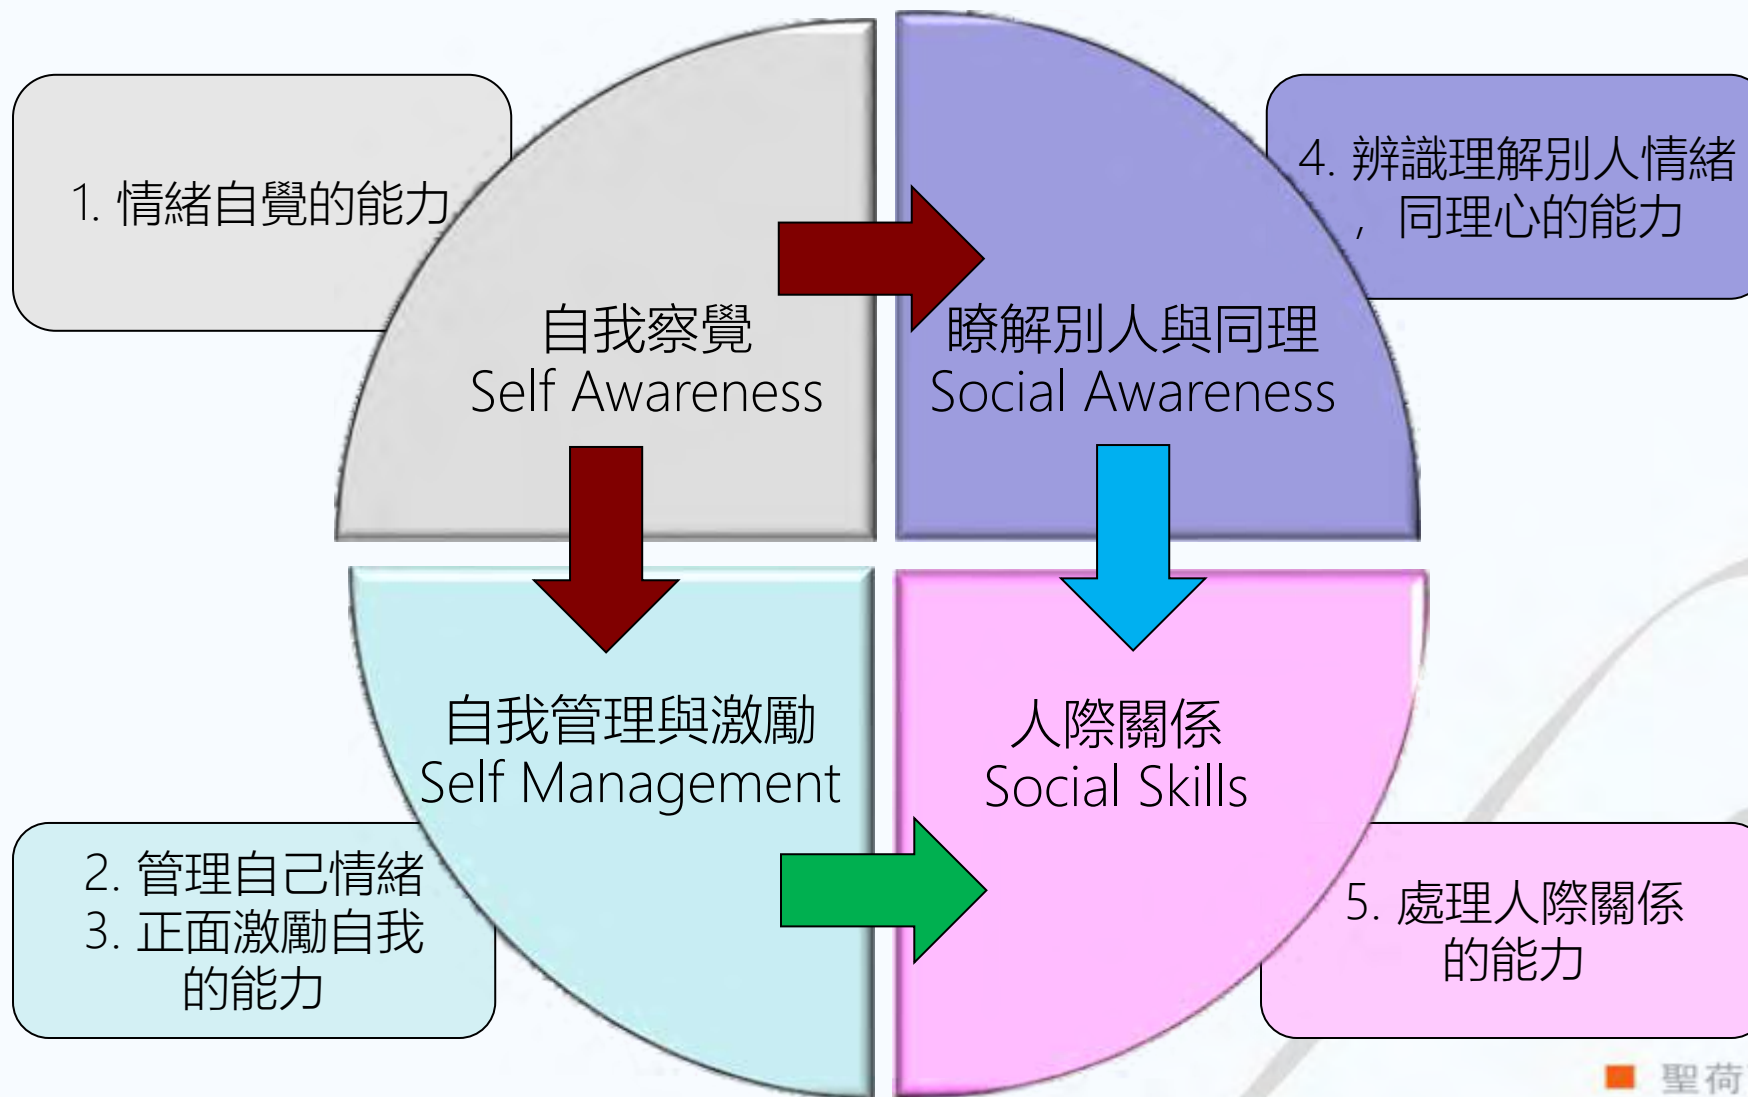 1. 情緒自覺的能力
自我察覺
Self Awareness
4. 辨識理解別人情緒
，同理心的能力
瞭解別人與同理
Social Awareness
自我管理與激勵
Self Management
2. 管理自己情緒
3. 正面激勵自我
的能力
人際關係
Social Skills
5. 處理人際關係
的能力
聖荷